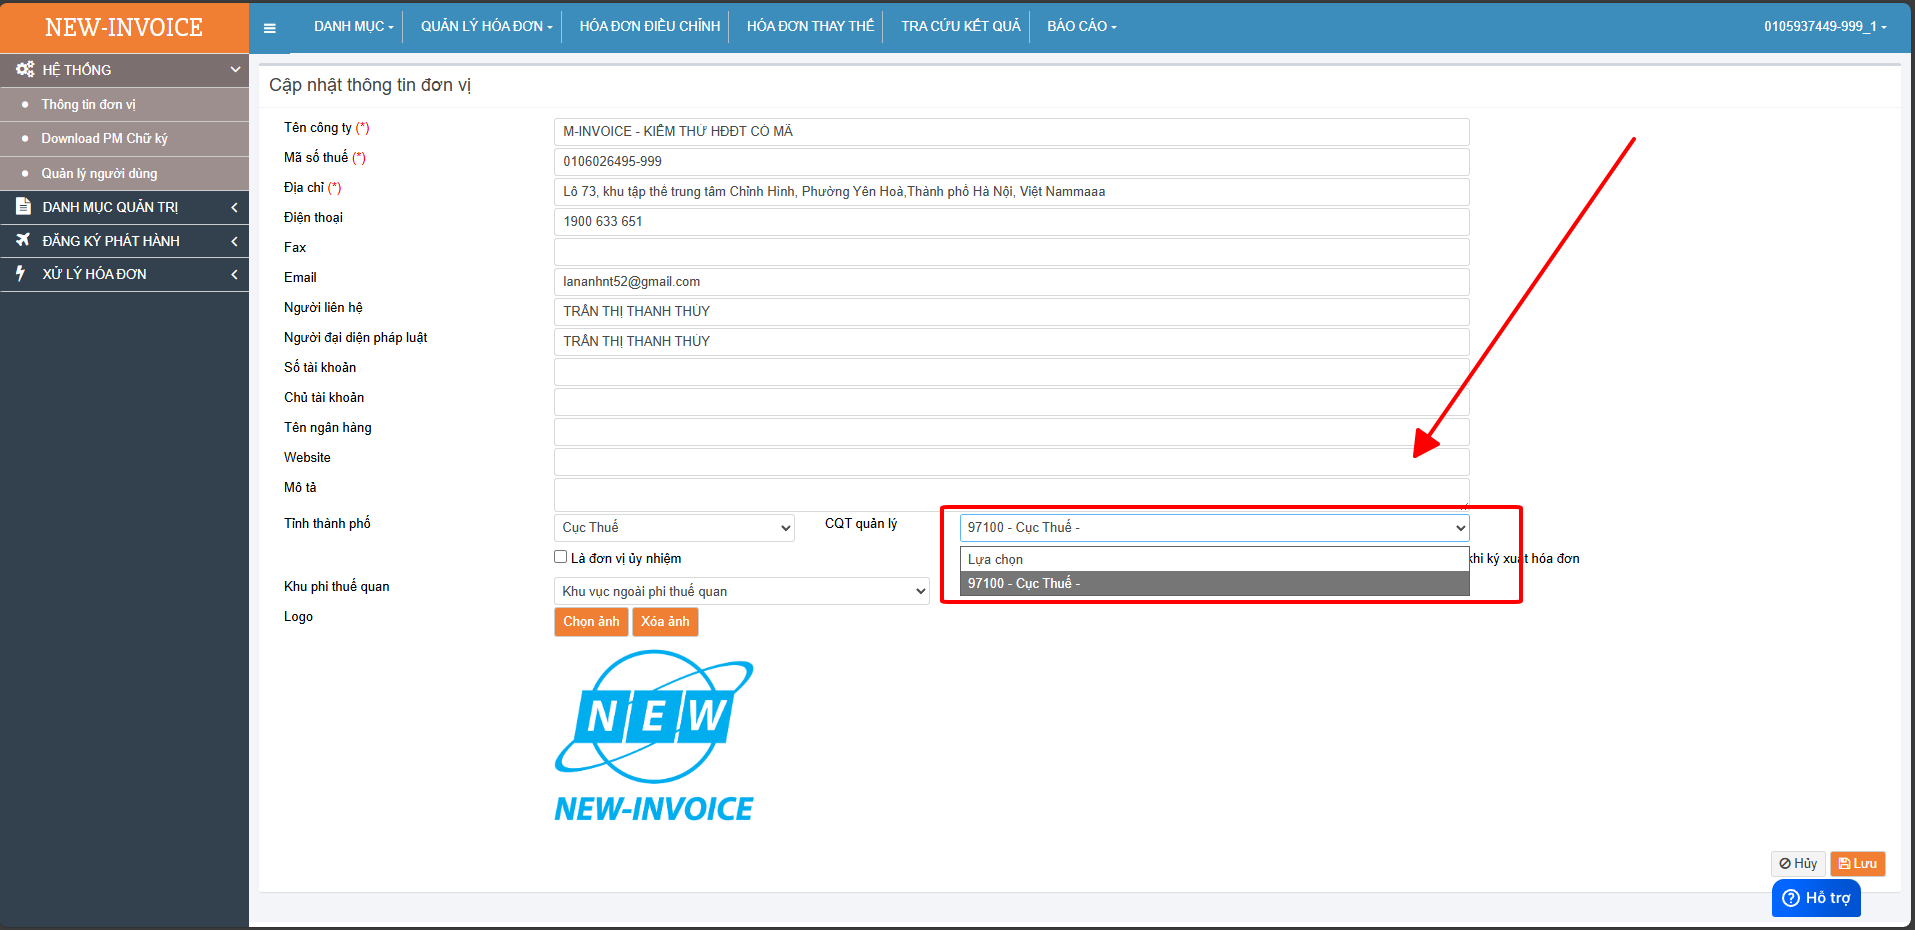 NEW-INVOICE
DANH MỤC
QUẢN LÝ HÓA ĐƠN
HÓA ĐƠN ĐIỀU CHỈNH
HÓA ĐƠN THAY THẾ
TRA CỨU KẾT QUẢ
BÁO CÁO
0105937449-999_1
HỆ THỐNG
Thông tin đơn vị
Download PM Chữ ký
Quản lý người dùng
DANH MỤC QUẢN TRỊ
ĐĂNG KÝ PHÁT HÀNH
XỬ LÝ HÓA ĐƠN
Cập nhật thông tin đơn vị
Tên công ty (*) M-INVOICE - KIỂM THỬ HĐĐT CÓ MÃ
Mã số thuế (*) 0106026495-999
Địa chỉ (*) Lô 73, khu tập thể trung tâm Chỉnh Hình, Phường Yên Hoà,Thành phố Hà Nội, Việt Nammaaa
Điện thoại 1900 633 651
Fax
Email lananhnt52@gmail.com
Người liên hệ TRẦN THỊ THANH THỦY
Người đại diện pháp luật TRẦN THỊ THANH THỦY
Số tài khoản
Chủ tài khoản
Tên ngân hàng
Website
Mô tả
Tỉnh thành phố Cục Thuế CQT quản lý 97100 - Cục Thuế -
Là đơn vị ủy nhiệm Lựa chọn khi ký xuất hóa đơn
97100 - Cục Thuế -
Khu phi thuế quan Khu vực ngoài phi thuế quan
Logo Chọn ảnh Xóa ảnh
NEW
NEW-INVOICE
Hủy Lưu
Hỗ trợ